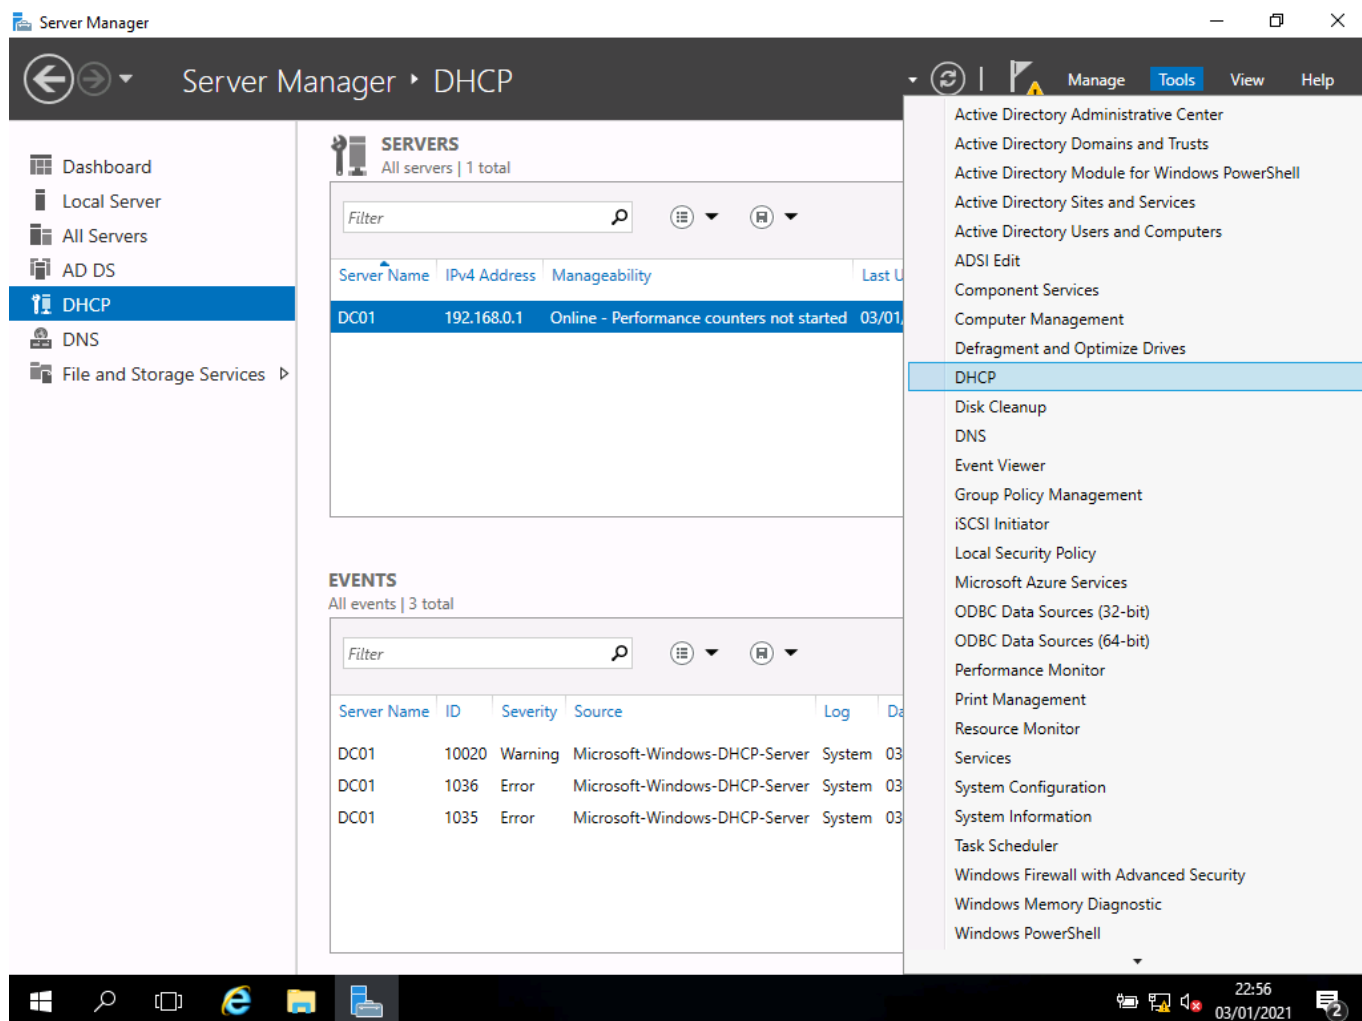 Server Manager
Server Manager DHCP
Manage Tools View Help
Dashboard
Local Server
All Servers
AD DS
DHCP
DNS
File and Storage Services
SERVERS
All servers | 1 total
Filter
Server Name IPv4 Address Manageability Last U
DC01 192.168.0.1 Online - Performance counters not started 03/01/
EVENTS
All events | 3 total
Filter
Server Name ID Severity Source Log Da
DC01 10020 Warning Microsoft-Windows-DHCP-Server System 03
DC01 1036 Error Microsoft-Windows-DHCP-Server System 03
DC01 1035 Error Microsoft-Windows-DHCP-Server System 03
Active Directory Administrative Center
Active Directory Domains and Trusts
Active Directory Module for Windows PowerShell
Active Directory Sites and Services
Active Directory Users and Computers
ADSI Edit
Component Services
Computer Management
Defragment and Optimize Drives
DHCP
Disk Cleanup
DNS
Event Viewer
Group Policy Management
iSCSI Initiator
Local Security Policy
Microsoft Azure Services
ODBC Data Sources (32-bit)
ODBC Data Sources (64-bit)
Performance Monitor
Print Management
Resource Monitor
Services
System Configuration
System Information
Task Scheduler
Windows Firewall with Advanced Security
Windows Memory Diagnostic
Windows PowerShell
22:56
03/01/2021
2